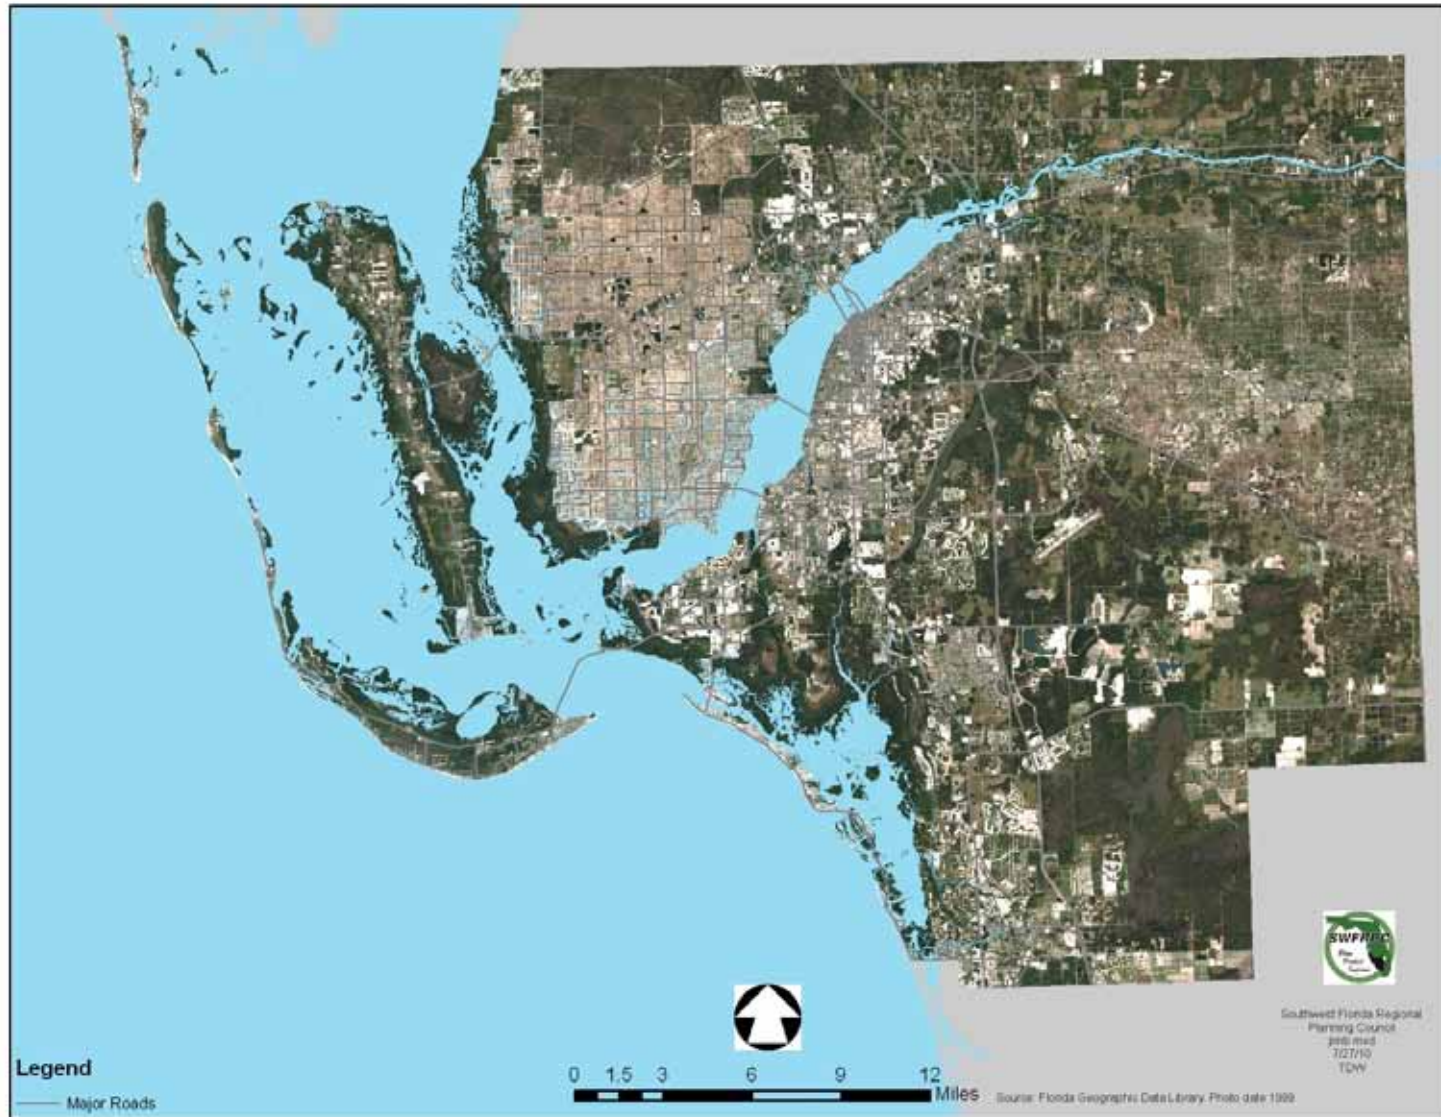 SWFRPC
Southwest Florida Regional
Planning Council
7/27/10
Legend
Major Roads
0 1.5 3 6 9 12
Miles
Source: Florida Geographic Data Library. Photo date 1999